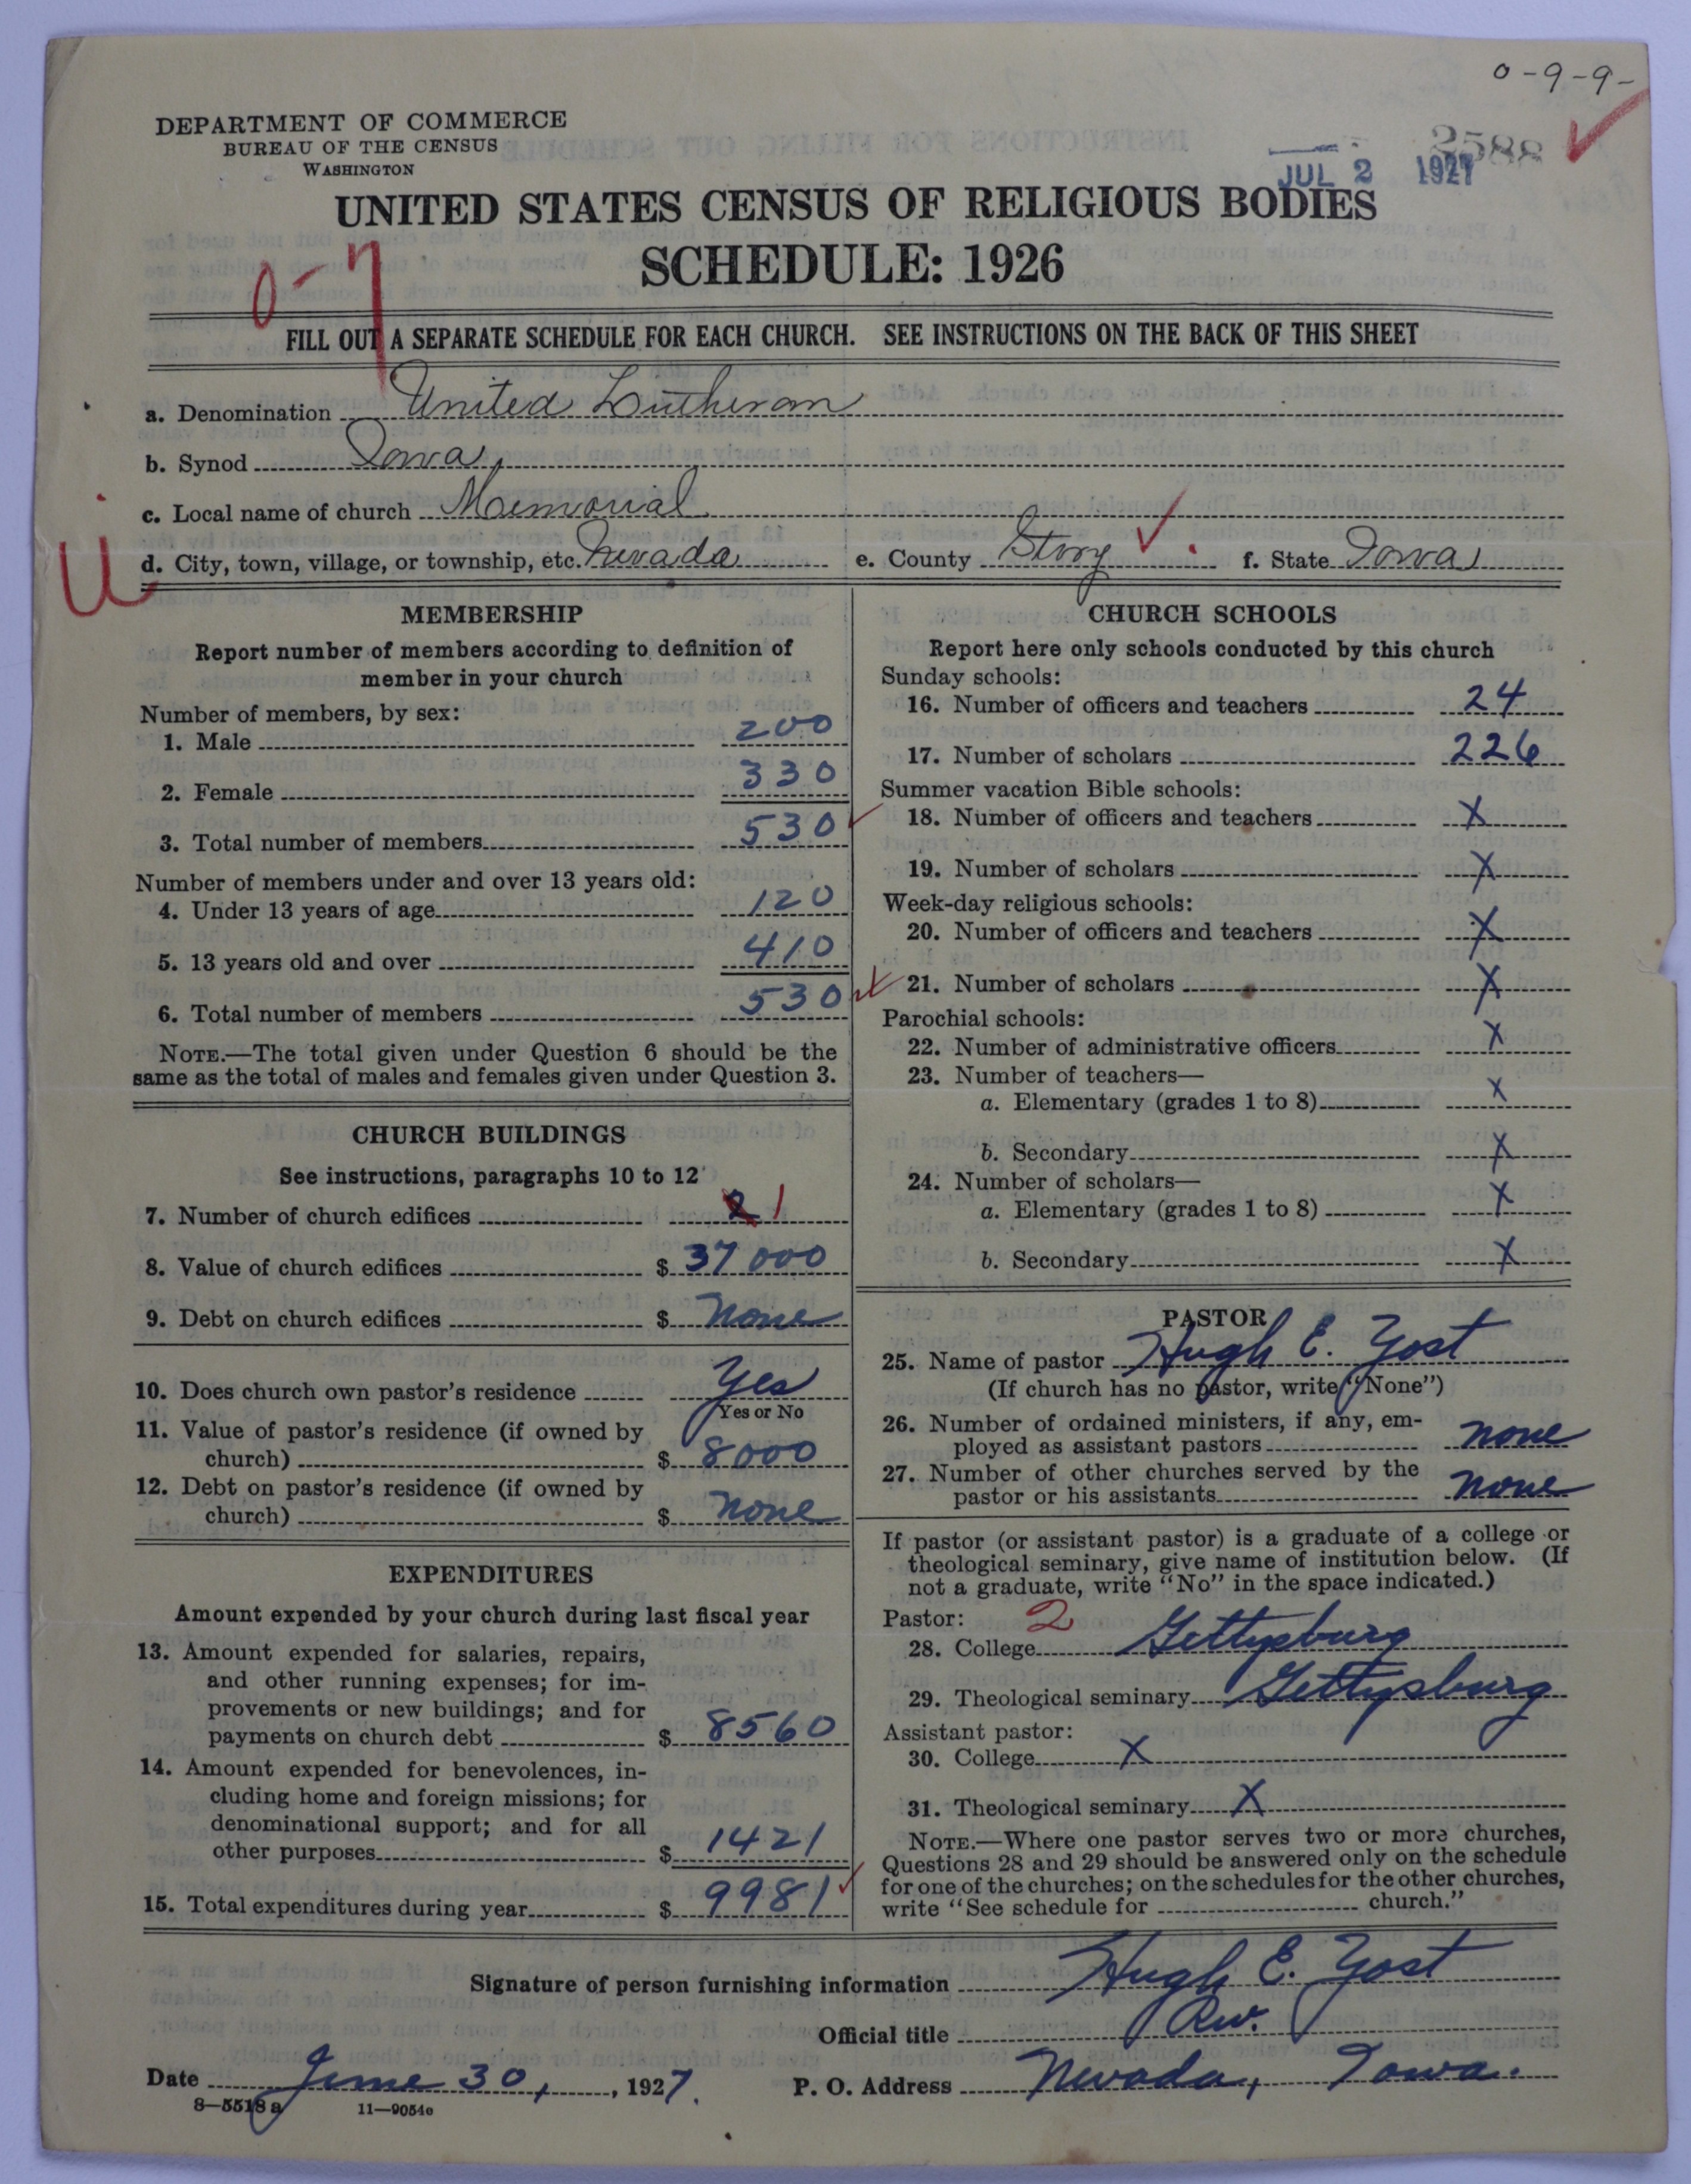 0-9-9-
DEPARTMENT OF COMMERCE
BUREAU OF THE CENSUS
WASHINGTON
2588
JUL 2 1927
UNITED STATES CENSUS OF RELIGIOUS BODIES
SCHEDULE: 1926
0-7
FILL OUT A SEPARATE SCHEDULE FOR EACH CHURCH. SEE INSTRUCTIONS ON THE BACK OF THIS SHEET
a. Denomination United Lutheran
b. Synod Iowa
c. Local name of church Memorial
U
d. City, town, village, or township, etc. Nevada e. County Story f. State Iowa
MEMBERSHIP
Report number of members according to definition of
member in your church
Number of members, by sex:
1. Male 200
2. Female 330
3. Total number of members 530
Number of members under and over 13 years old:
4. Under 13 years of age 120
5. 13 years old and over 410
6. Total number of members 530
NOTE.—The total given under Question 6 should be the
same as the total of males and females given under Question 3.
CHURCH BUILDINGS
See instructions, paragraphs 10 to 12
7. Number of church edifices 2 1
8. Value of church edifices $ 37000
9. Debt on church edifices $ None
10. Does church own pastor's residence Yes
Yes or No
11. Value of pastor's residence (if owned by
church) $ 8000
12. Debt on pastor's residence (if owned by
church) $ None
EXPENDITURES
Amount expended by your church during last fiscal year
13. Amount expended for salaries, repairs,
and other running expenses; for im-
provements or new buildings; and for
payments on church debt $ 8560
14. Amount expended for benevolences, in-
cluding home and foreign missions; for
denominational support; and for all
other purposes $ 1421
15. Total expenditures during year $ 9981
CHURCH SCHOOLS
Report here only schools conducted by this church
Sunday schools:
16. Number of officers and teachers 24
17. Number of scholars 226
Summer vacation Bible schools:
18. Number of officers and teachers X
19. Number of scholars X
Week-day religious schools:
20. Number of officers and teachers X
21. Number of scholars X
Parochial schools:
22. Number of administrative officers X
23. Number of teachers—
a. Elementary (grades 1 to 8) X
b. Secondary X
24. Number of scholars—
a. Elementary (grades 1 to 8) X
b. Secondary X
PASTOR
25. Name of pastor Hugh E. Yost
(If church has no pastor, write "None")
26. Number of ordained ministers, if any, em-
ployed as assistant pastors none
27. Number of other churches served by the
pastor or his assistants none
If pastor (or assistant pastor) is a graduate of a college or
theological seminary, give name of institution below. (If
not a graduate, write "No" in the space indicated.)
Pastor: 2
28. College Gettysburg
29. Theological seminary Gettysburg
Assistant pastor:
30. College X
31. Theological seminary X
NOTE.—Where one pastor serves two or more churches,
Questions 28 and 29 should be answered only on the schedule
for one of the churches; on the schedules for the other churches,
write "See schedule for church."
Signature of person furnishing information Hugh E. Yost
Official title Rev.
Date June 30, 1927. P. O. Address Nevada, Iowa.
8—5518 a 11—9054e